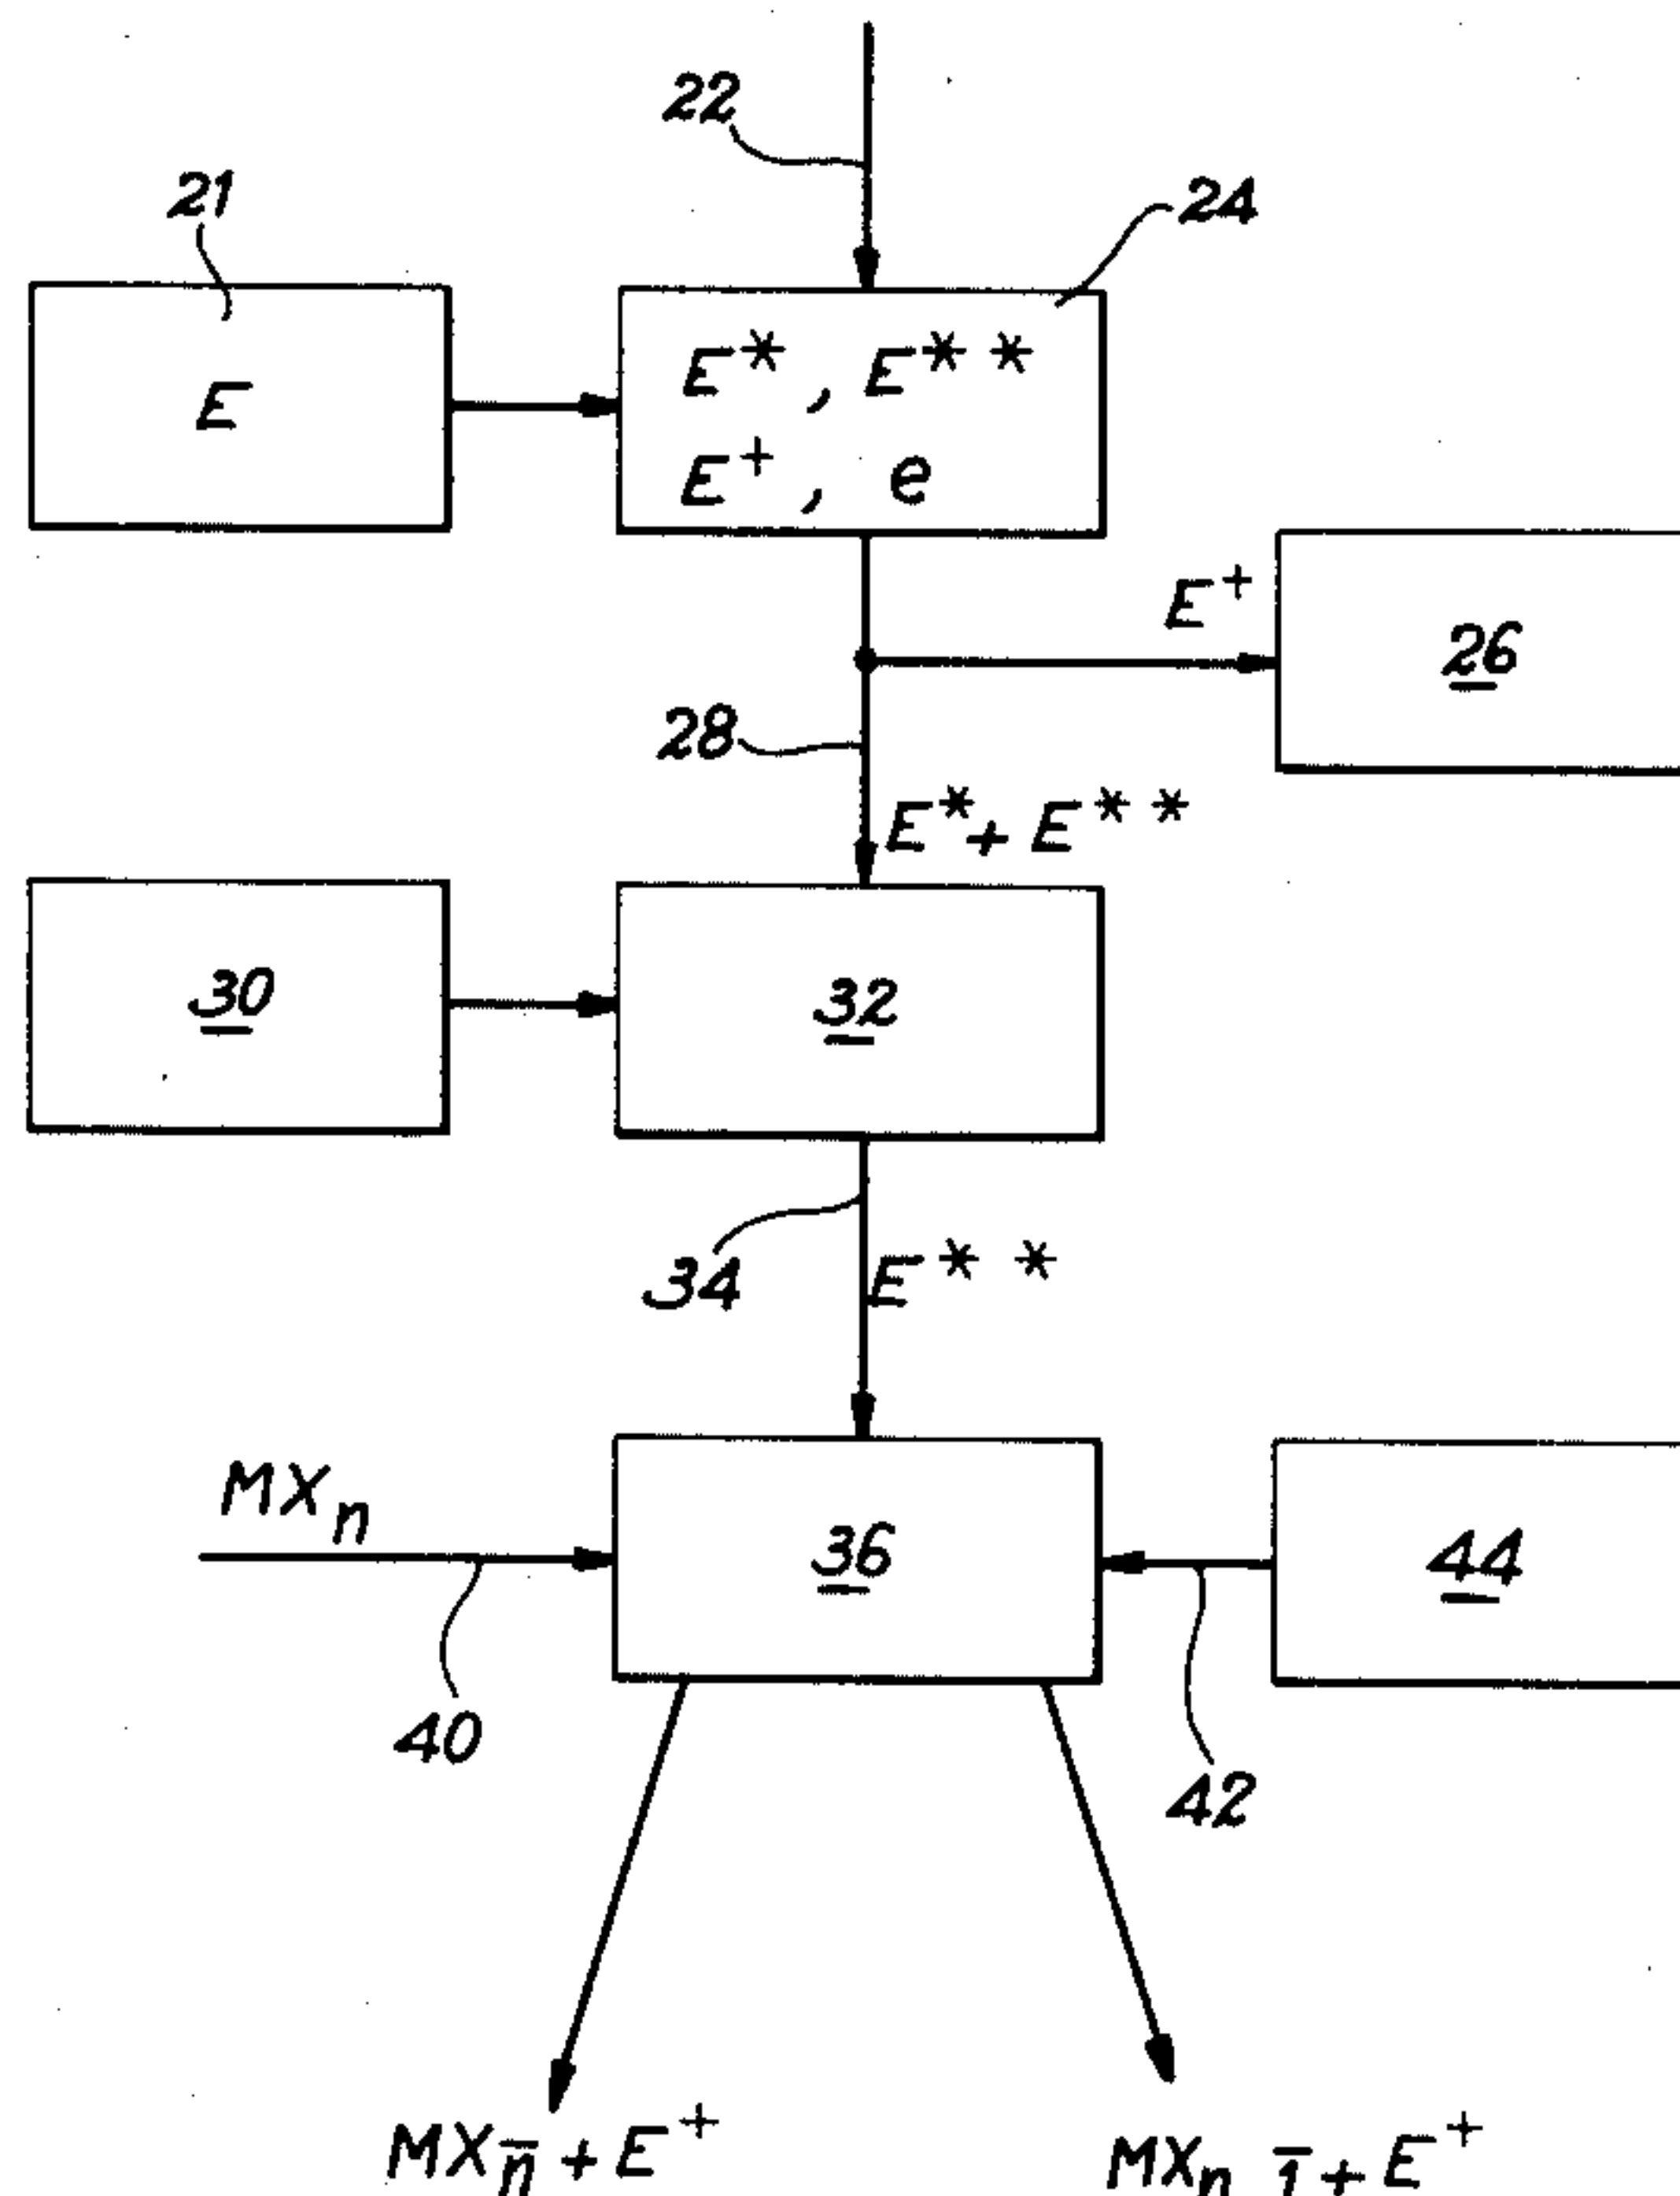 22
21
24
E
E*, E**
E+, e
E+
26
28
E* + E**
30
32
34
E**
MXn
36
44
40
42
MXn̅ + E+
MXn 1̅ + E+